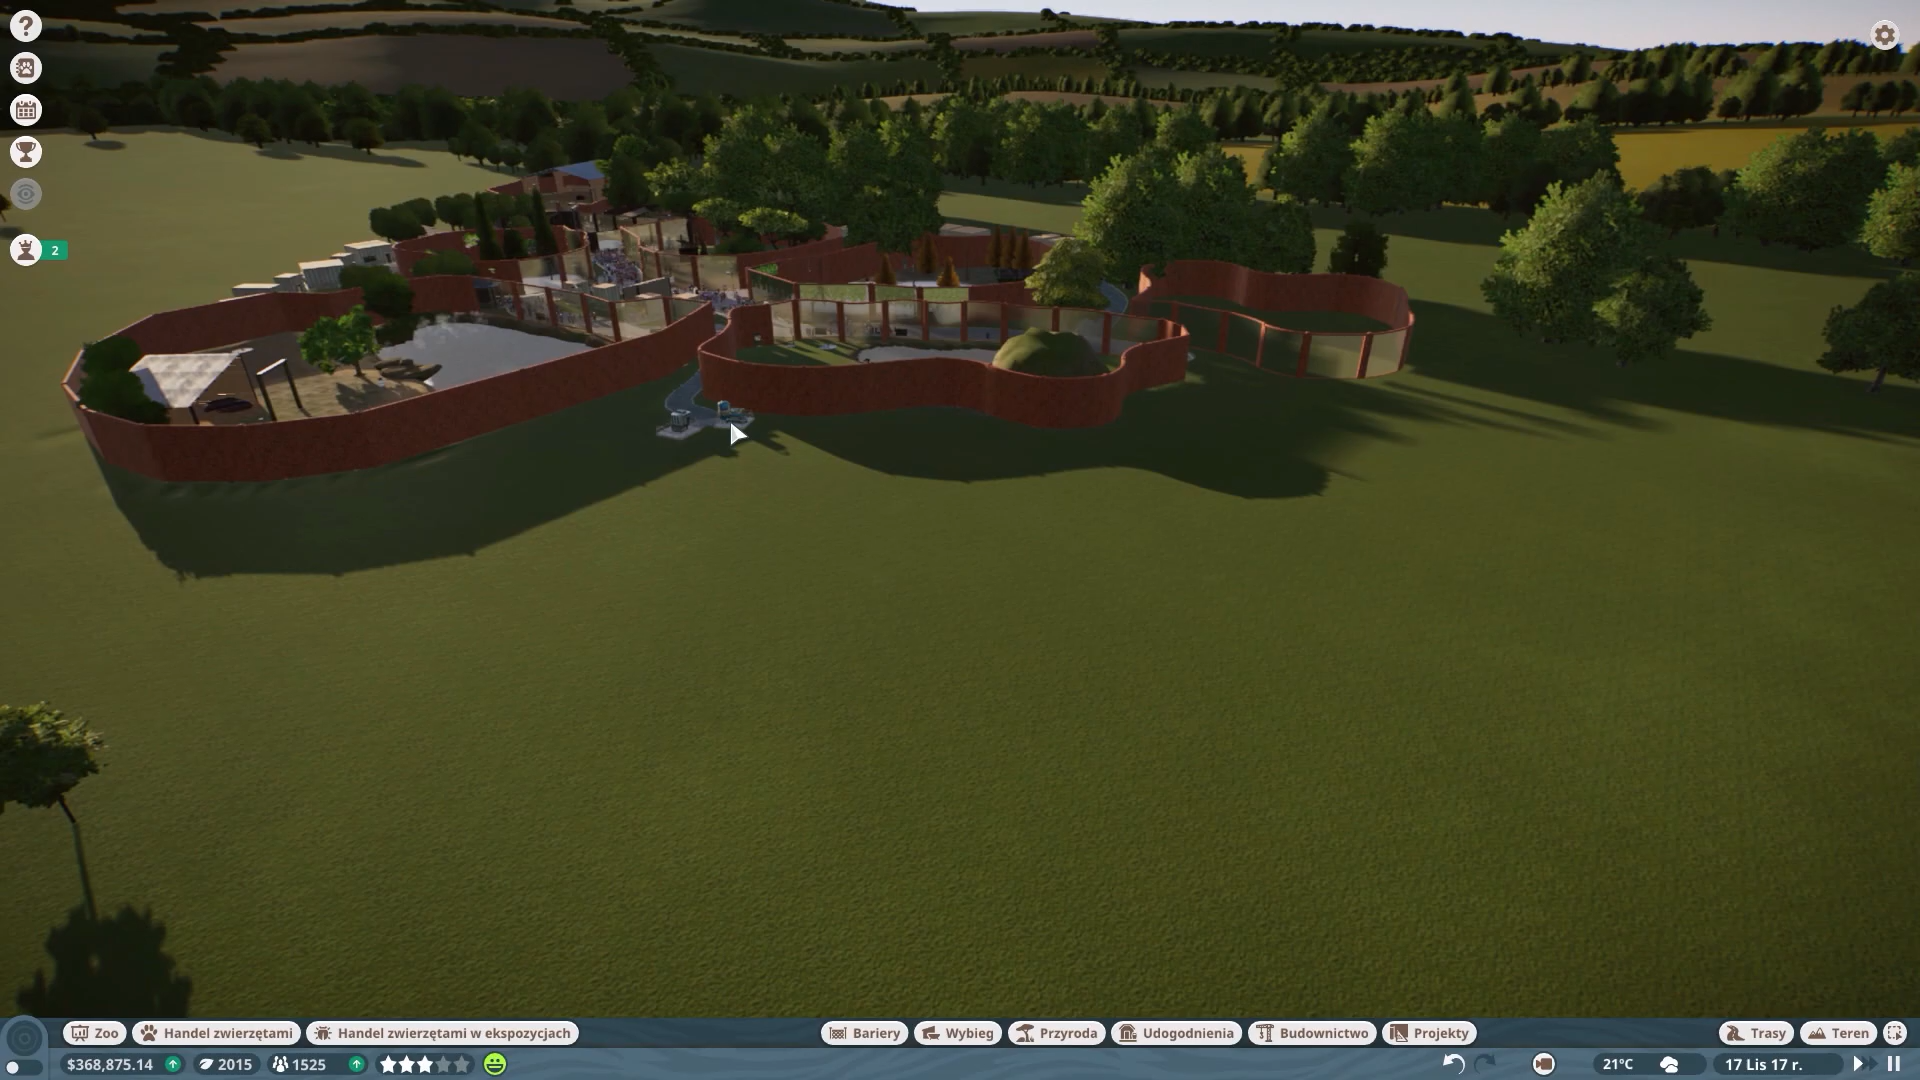 2
Zoo
Handel zwierzętami
Handel zwierzętami w ekspozycjach
Bariery
Wybieg
Przyroda
Udogodnienia
Budownictwo
Projekty
Trasy
Teren
$368,875.14
2015
1525
21°C
17 Lis 17 r.